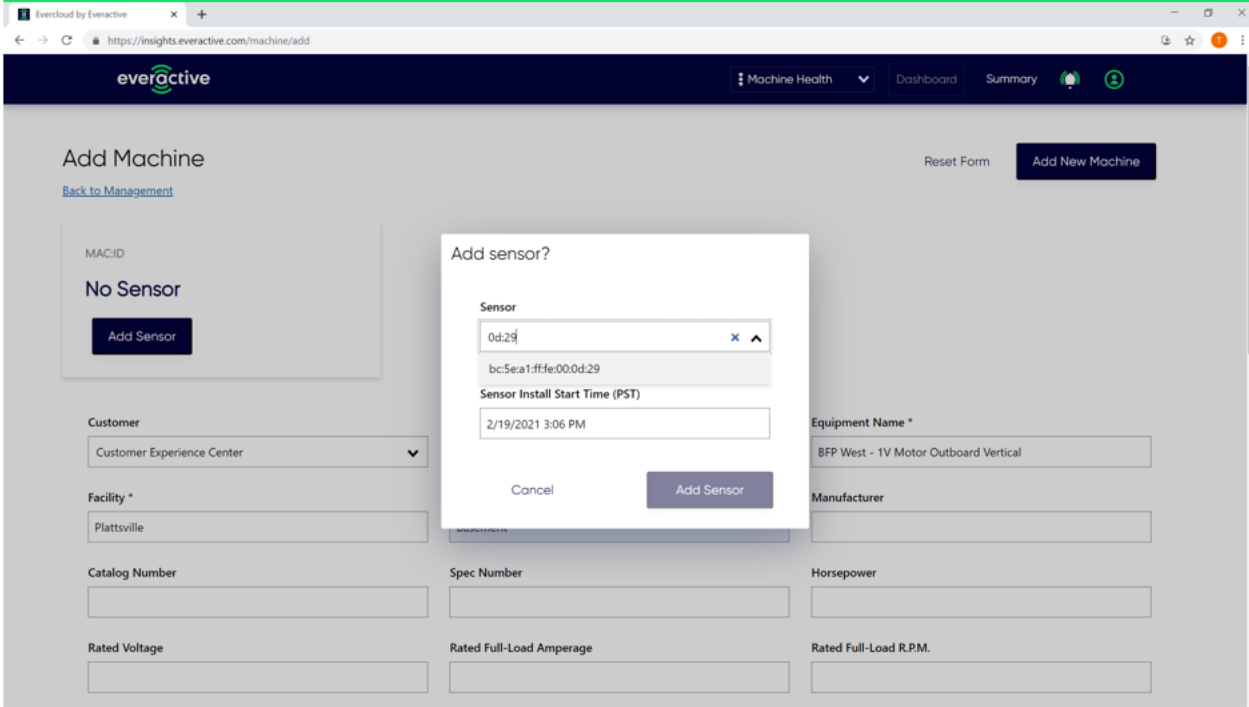 Evercloud by Everactive
https://insights.everactive.com/machine/add
T
everactive
Machine Health
Dashboard
Summary
Add Machine
Reset Form
Add New Machine
Back to Management
MAC:ID
No Sensor
Add Sensor
Add sensor?
Sensor
0d:29
bc:5e:a1:ff:fe:00:0d:29
Sensor Install Start Time (PST)
2/19/2021 3:06 PM
Cancel
Add Sensor
Customer
Equipment Name *
Customer Experience Center
BFP West - 1V Motor Outboard Vertical
Facility *
Manufacturer
Plattsville
Basement
Catalog Number
Spec Number
Horsepower
Rated Voltage
Rated Full-Load Amperage
Rated Full-Load R.P.M.